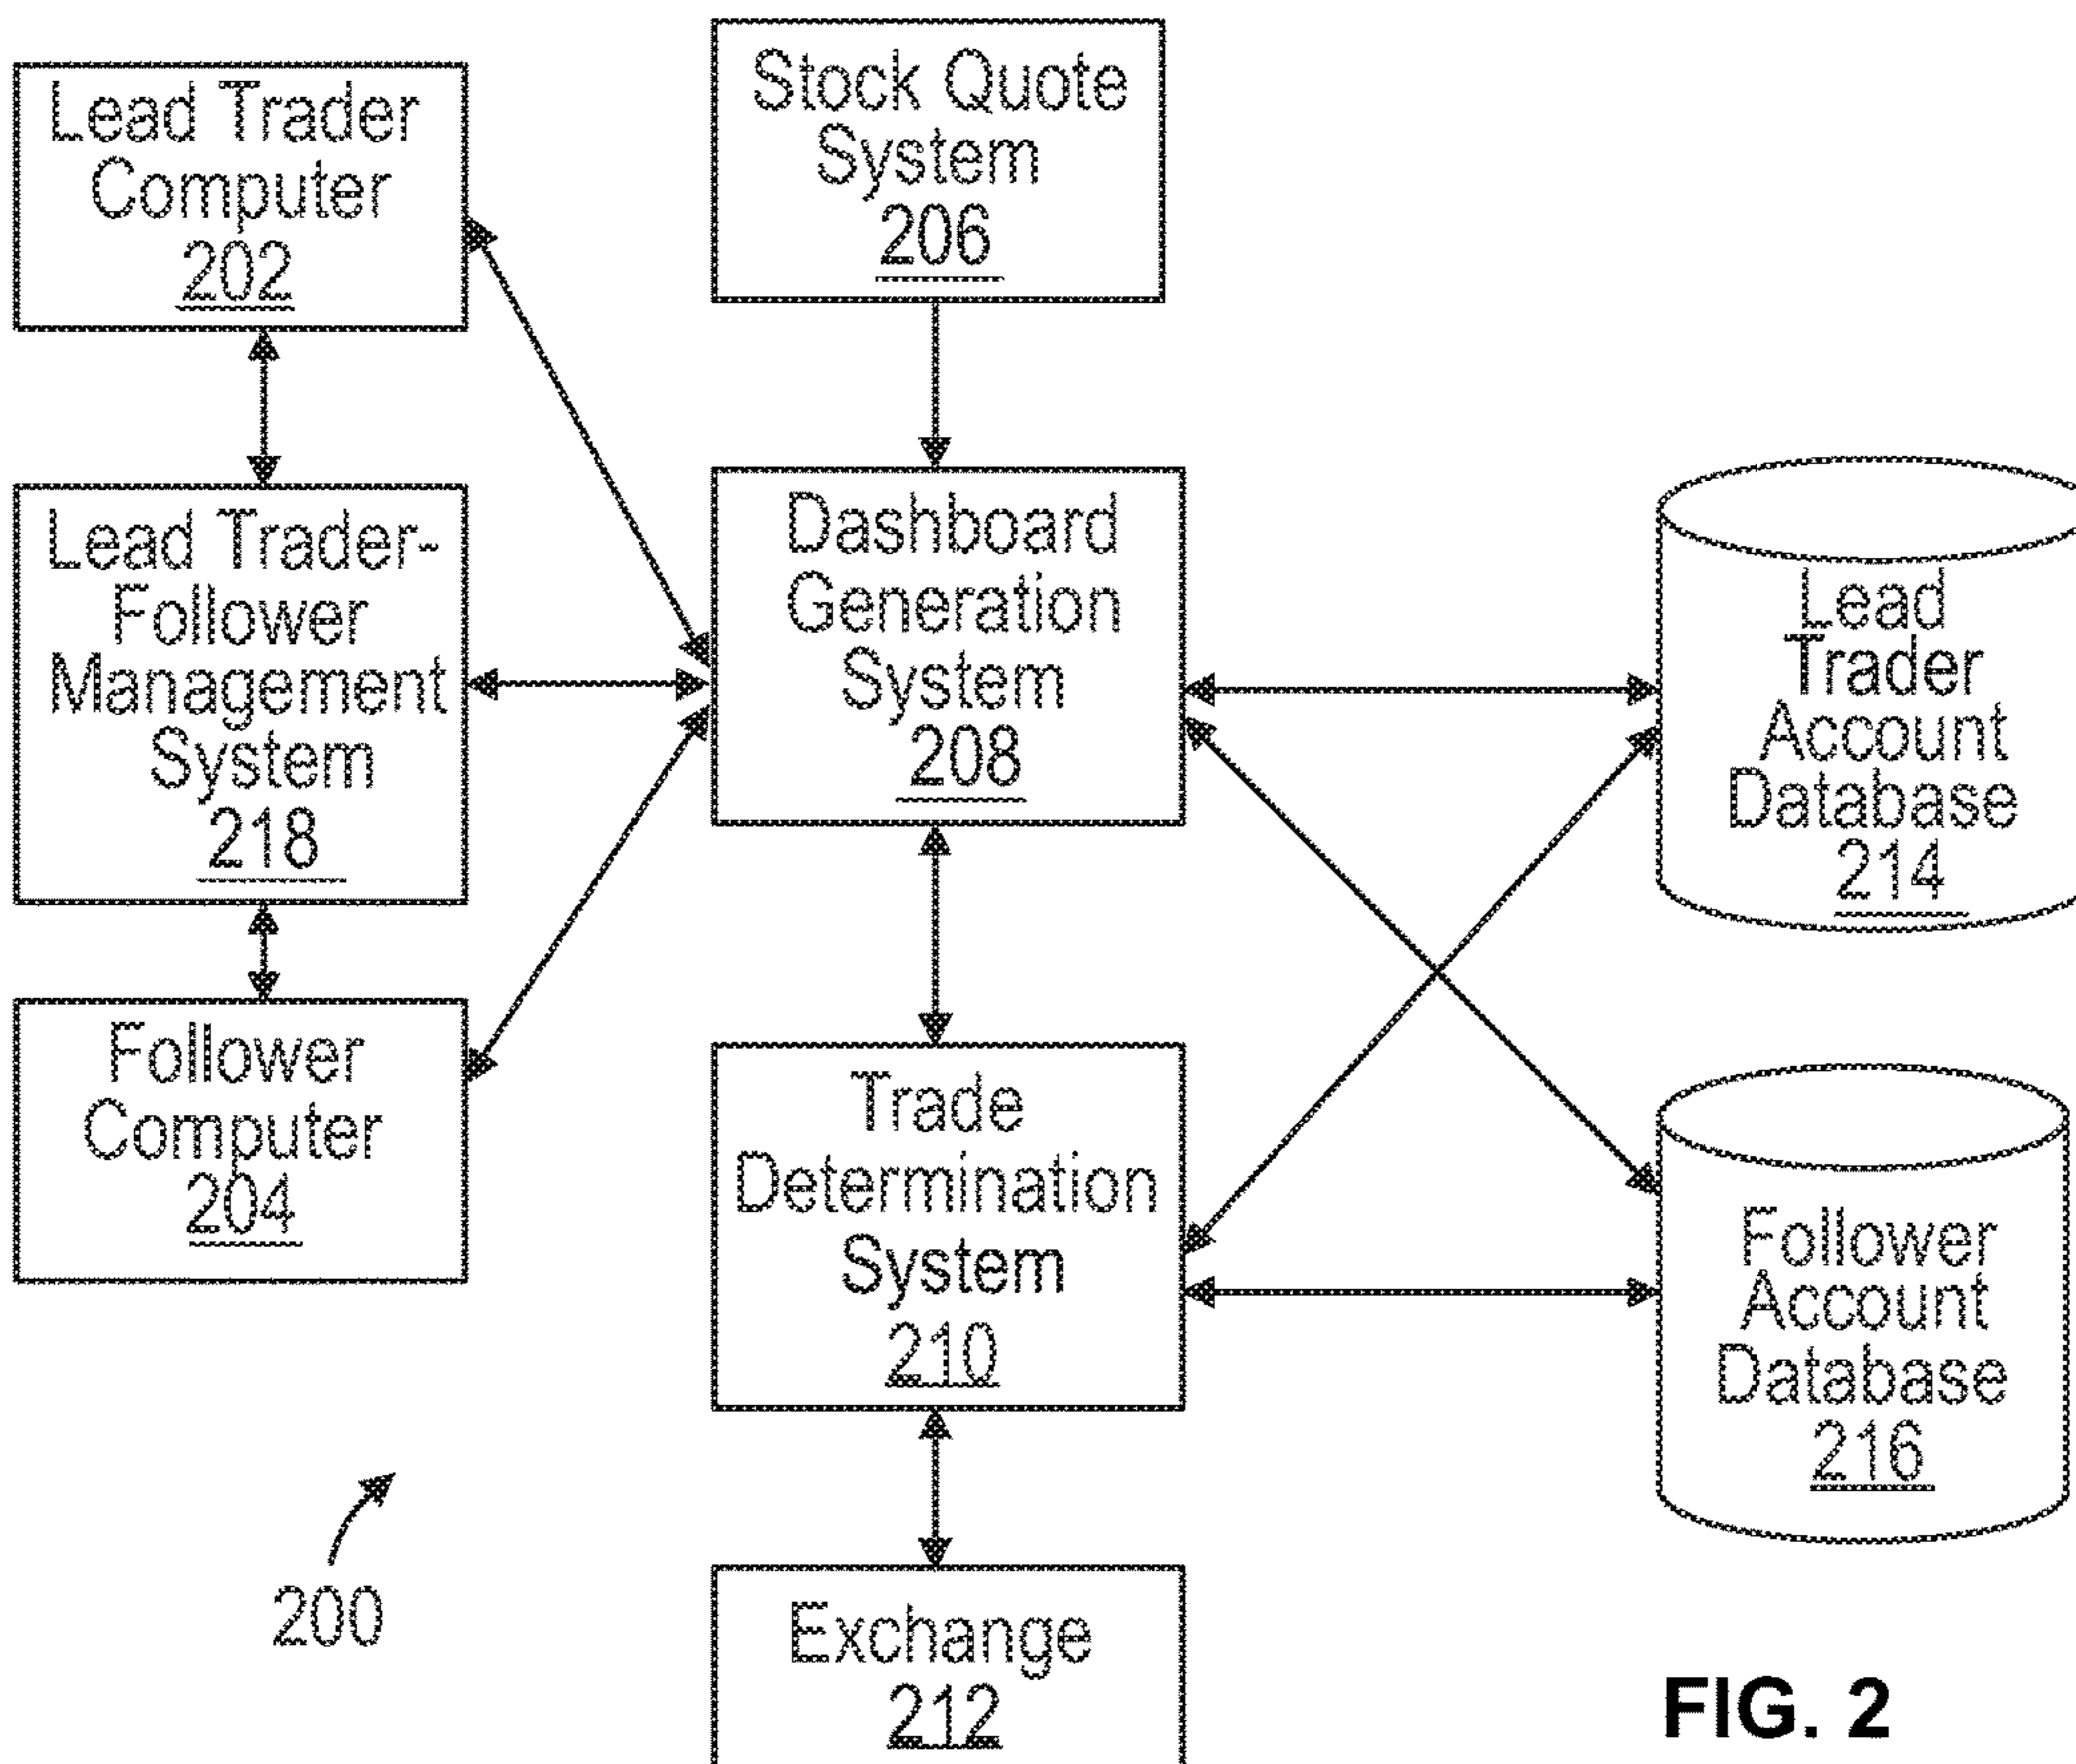 Lead Trader
Computer
202
Stock Quote
System
206
Lead Trader-
Follower
Management
System
218
Dashboard
Generation
System
208
Lead
Trader
Account
Database
214
Follower
Computer
204
Trade
Determination
System
210
Follower
Account
Database
216
200
Exchange
212
FIG. 2